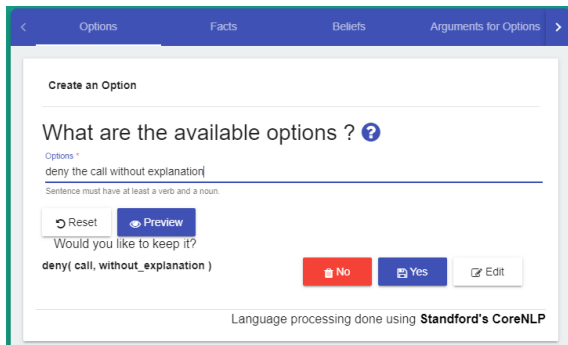 Options Facts Beliefs Arguments for Options
Create an Option
What are the available options ?
Options *
deny the call without explanation
Sentence must have at least a verb and a noun.
Reset Preview
Would you like to keep it?
deny( call, without_explanation ) No Yes Edit
Language processing done using Standford's CoreNLP